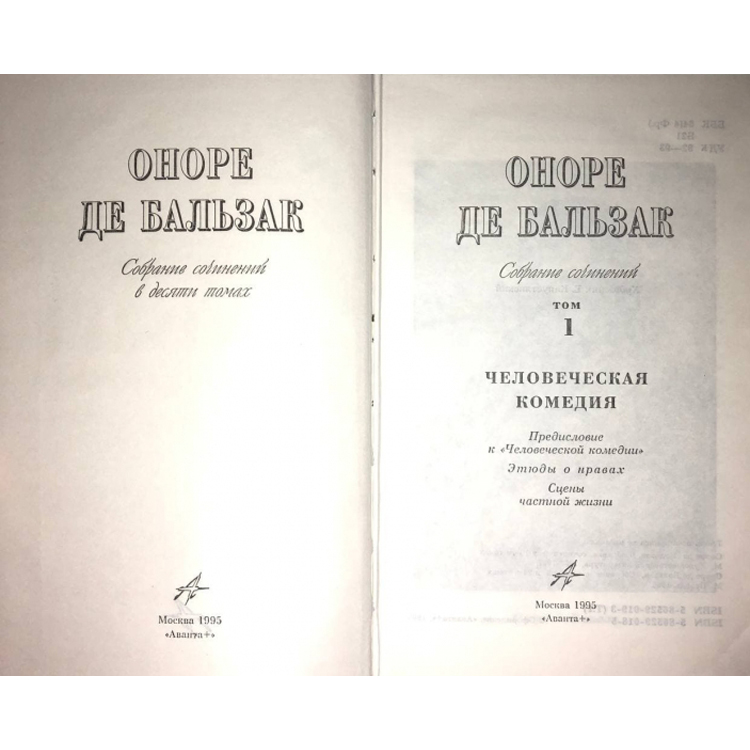 ОНОРЕ
ДЕ БАЛЬЗАК
Собрание сочинений
в десяти томах
Москва 1995
«Аванта+»
ОНОРЕ
ДЕ БАЛЬЗАК
Собрание сочинений
ТОМ
1
ЧЕЛОВЕЧЕСКАЯ
КОМЕДИЯ
Предисловие
к «Человеческой комедии»
Этюды о нравах
Сцены
частной жизни
Москва 1995
«Аванта+»